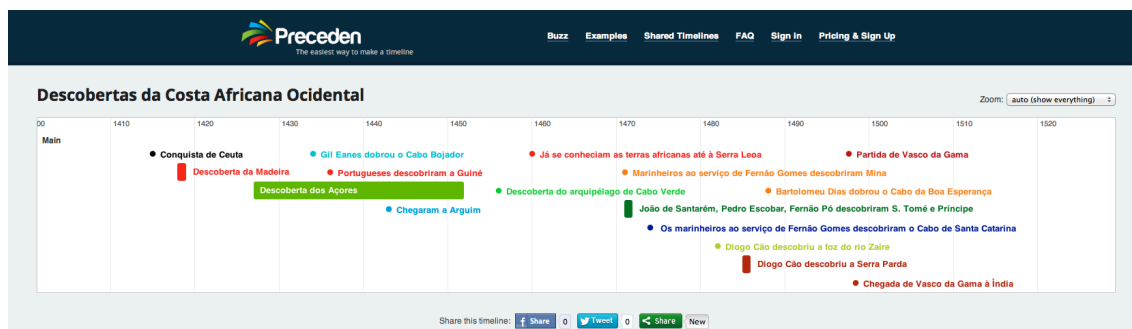 Preceden
The easiest way to make a timeline
Buzz Examples Shared Timelines FAQ Sign In Pricing & Sign Up
Descobertas da Costa Africana Ocidental
Zoom: auto (show everything)
00 1410 1420 1430 1440 1450 1460 1470 1480 1490 1500 1510 1520
Main
Conquista de Ceuta Gil Eanes dobrou o Cabo Bojador Já se conheciam as terras africanas até à Serra Leoa Partida de Vasco da Gama
Descoberta da Madeira Portugueses descobriram a Guiné Marinheiros ao serviço de Fernão Gomes descobriram Mina
Descoberta dos Açores Descoberta do arquipélago de Cabo Verde Bartolomeu Dias dobrou o Cabo da Boa Esperança
Chegaram a Arguim João de Santarém, Pedro Escobar, Fernão Pó descobriram S. Tomé e Príncipe
Os marinheiros ao serviço de Fernão Gomes descobriram o Cabo de Santa Catarina
Diogo Cão descobriu a foz do rio Zaire
Diogo Cão descobriu a Serra Parda
Chegada de Vasco da Gama à Índia
Share this timeline: f Share 0 Tweet 0 Share New